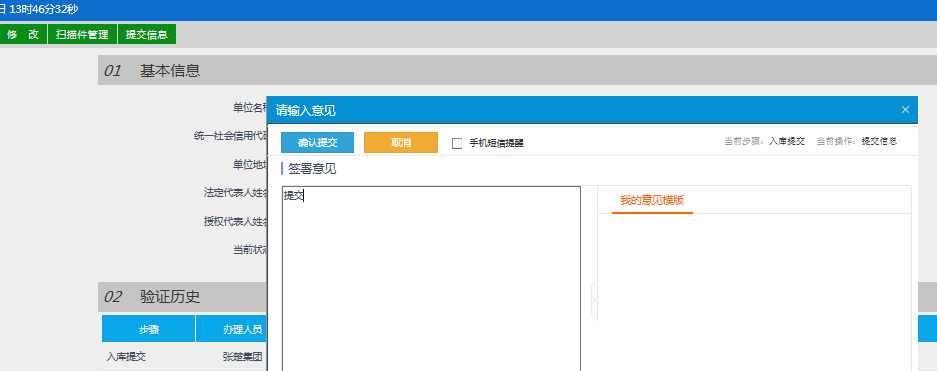 日 13时46分32秒
修 改 扫描件管理 提交信息
01 基本信息
请输入意见
单位名称
确认提交 取消 手机短信提醒 当前步骤：入库提交 当前操作：提交信息
统一社会信用代码
单位地址
签署意见
法定代表人姓名
提交
我的意见模版
授权代表人姓名
当前状
02 验证历史
步骤 办理人员
入库提交 张楚集团